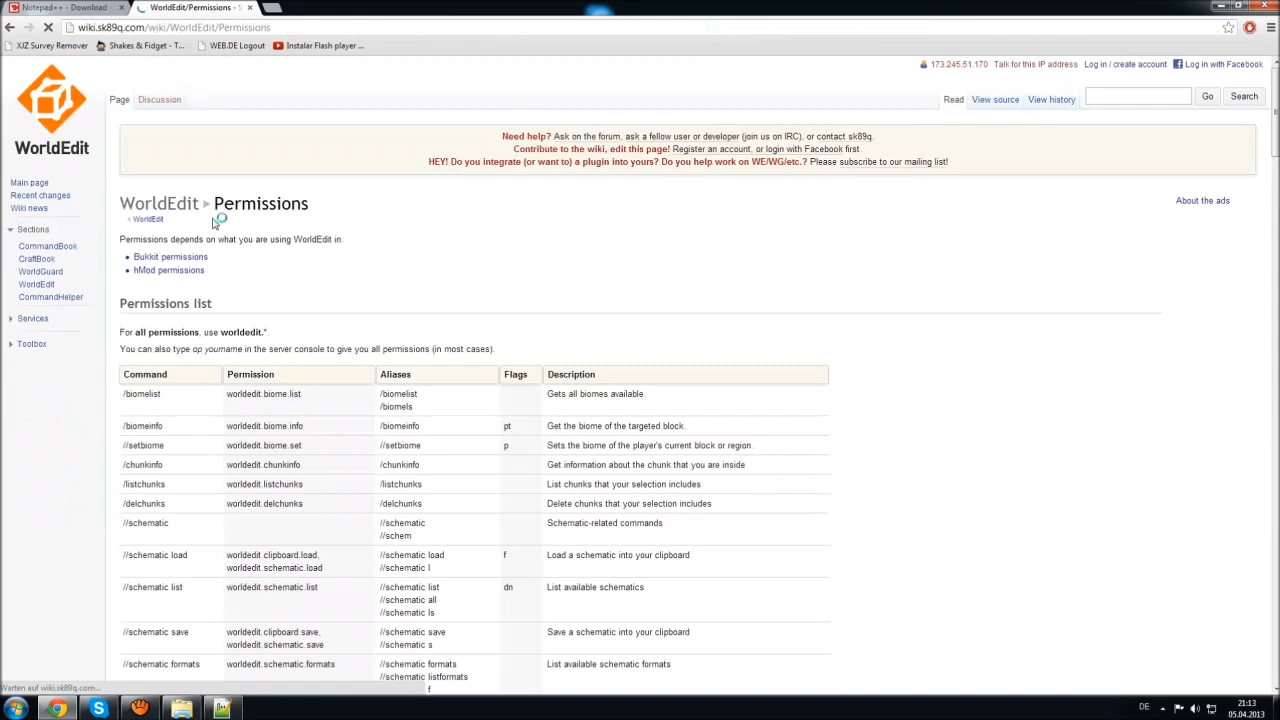 Notepad++ - Download
WorldEdit/Permissions - S
wiki.sk89q.com/wiki/WorldEdit/Permissions
XJZ Survey Remover
Shakes & Fidget - T...
WEB.DE Logout
Instalar Flash player ...
173.245.51.170 Talk for this IP address Log in / create account Log in with Facebook
Page Discussion Read View source View history Go Search
WorldEdit
Need help? Ask on the forum, ask a fellow user or developer (join us on IRC), or contact sk89q.
Contribute to the wiki, edit this page! Register an account, or login with Facebook first.
HEY! Do you integrate (or want to) a plugin into yours? Do you help work on WE/WG/etc.? Please subscribe to our mailing list!
Main page
Recent changes
Wiki news
Sections
CommandBook
CraftBook
WorldGuard
WorldEdit
CommandHelper
Services
Toolbox
WorldEdit ▸ Permissions
About the ads
< WorldEdit
Permissions depends on what you are using WorldEdit in:
Bukkit permissions
hMod permissions
Permissions list
For all permissions, use worldedit.*.
You can also type op yourname in the server console to give you all permissions (in most cases).
Command Permission Aliases Flags Description
/biomelist worldedit.biome.list /biomelist Gets all biomes available.
/biomels
/biomeinfo worldedit.biome.info /biomeinfo pt Get the biome of the targeted block.
//setbiome worldedit.biome.set //setbiome p Sets the biome of the player's current block or region.
/chunkinfo worldedit.chunkinfo /chunkinfo Get information about the chunk that you are inside
/listchunks worldedit.listchunks /listchunks List chunks that your selection includes
/delchunks worldedit.delchunks /delchunks Delete chunks that your selection includes
//schematic //schematic Schematic-related commands
//schem
//schematic load worldedit.clipboard.load, //schematic load f Load a schematic into your clipboard
worldedit.schematic.load //schematic l
//schematic list worldedit.schematic.list //schematic list dn List available schematics
//schematic all
//schematic ls
//schematic save worldedit.clipboard.save, //schematic save Save a schematic into your clipboard
worldedit.schematic.save //schematic s
//schematic formats worldedit.schematic.formats //schematic formats List available schematic formats
//schematic listformats
f
Warten auf wiki.sk89q.com...
DE
21:13
05.04.2013